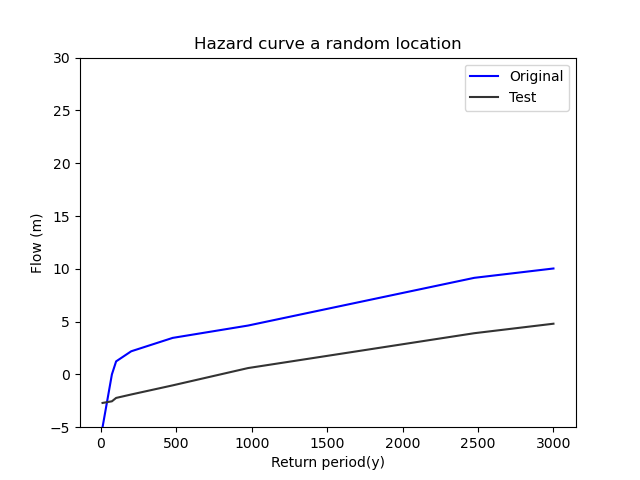 Hazard curve a random location
30
25
20
15
10
5
0
−5
Flow (m)
Original
Test
0 500 1000 1500 2000 2500 3000
Return period(y)